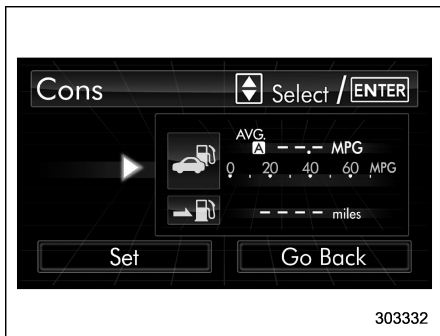 Cons Select / ENTER
AVG.
A --.- MPG
0 . 20 . 40 . 60 MPG
---- miles
Set Go Back
303332